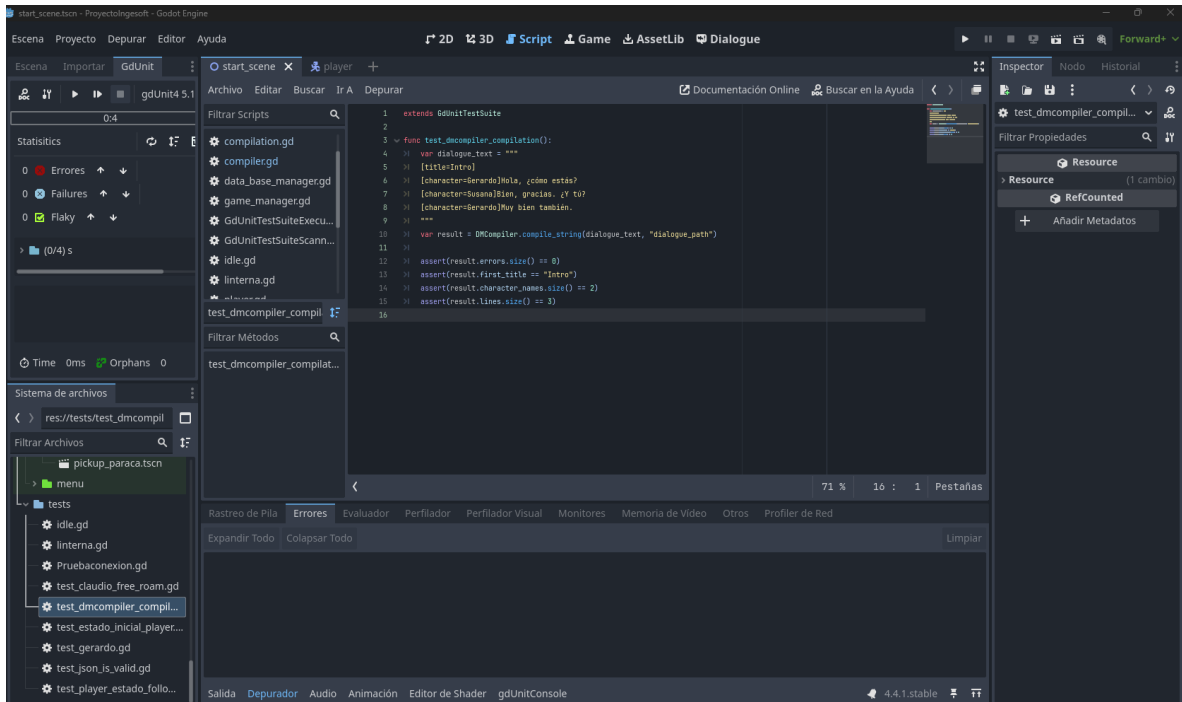 start_scene.tscn - ProyectoIngesoft - Godot Engine
Escena Proyecto Depurar Editor Ayuda
2D 3D Script Game AssetLib Dialogue
Forward+
Escena Importar GdUnit
gdUnit4 5.1
0:4
Statisitics
0 Errores
0 Failures
0 Flaky
(0/4) s
Time 0ms Orphans 0
Sistema de archivos
res://tests/test_dmcompil
Filtrar Archivos
pickup_paraca.tscn
menu
tests
idle.gd
linterna.gd
Pruebaconexion.gd
test_claudio_free_roam.gd
test_dmcompiler_compil...
test_estado_inicial_player....
test_gerardo.gd
test_json_is_valid.gd
test_player_estado_follo...
start_scene player
Archivo Editar Buscar Ir A Depurar
Documentación Online Buscar en la Ayuda
Filtrar Scripts
compilation.gd
compiler.gd
data_base_manager.gd
game_manager.gd
GdUnitTestSuiteExecu...
GdUnitTestSuiteScann...
idle.gd
linterna.gd
test_dmcompiler_compil
Filtrar Métodos
test_dmcompiler_compilat...
1 extends GdUnitTestSuite
2
3 func test_dmcompiler_compilation():
4 var dialogue_text = """
5 [title=Intro]
6 [character=Gerardo]Hola, ¿cómo estás?
7 [character=Susana]Bien, gracias. ¿Y tú?
8 [character=Gerardo]Muy bien también.
9 """
10 var result = DMCompiler.compile_string(dialogue_text, "dialogue_path")
11
12 assert(result.errors.size() == 0)
13 assert(result.first_title == "Intro")
14 assert(result.character_names.size() == 2)
15 assert(result.lines.size() == 3)
16
71 % 16 : 1 Pestañas
Rastreo de Pila Errores Evaluador Perfilador Perfilador Visual Monitores Memoria de Vídeo Otros Profiler de Red
Expandir Todo Colapsar Todo Limpiar
Salida Depurador Audio Animación Editor de Shader gdUnitConsole
4.4.1.stable
Inspector Nodo Historial
test_dmcompiler_compil...
Filtrar Propiedades
Resource
Resource (1 cambio)
RefCounted
Añadir Metadatos